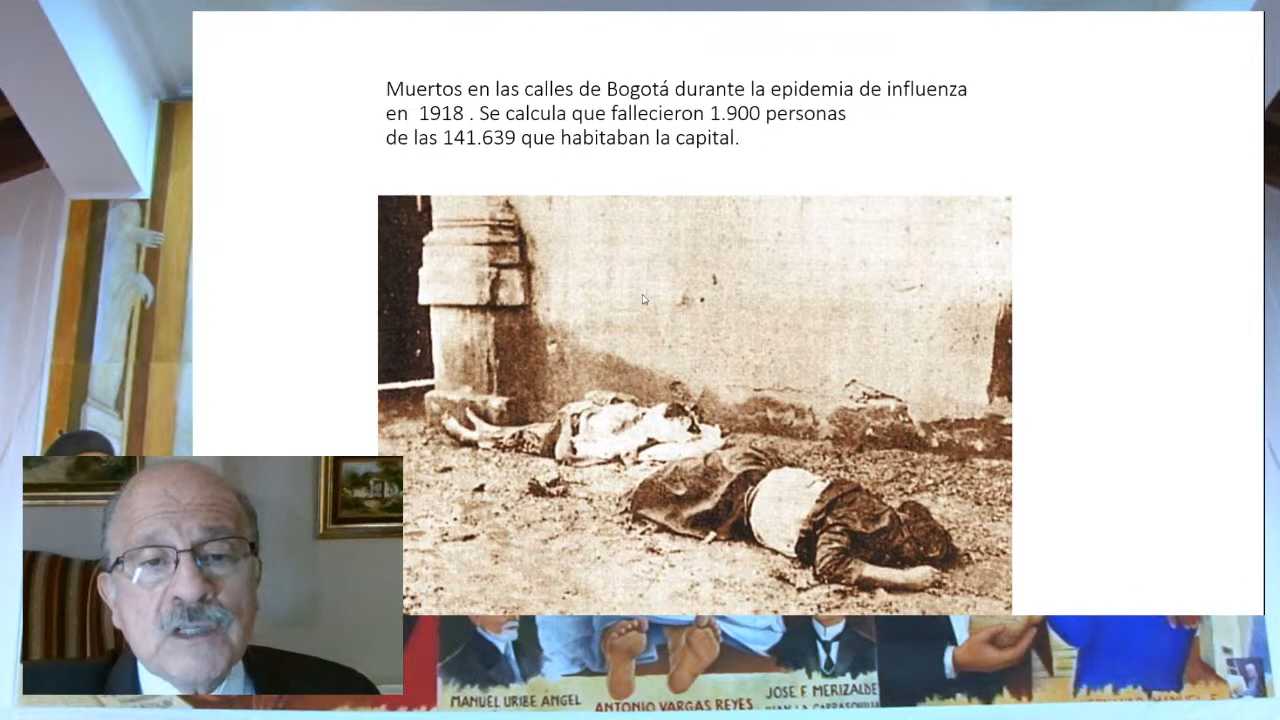 Muertos en las calles de Bogotá durante la epidemia de influenza
en 1918 . Se calcula que fallecieron 1.900 personas
de las 141.639 que habitaban la capital.
MANUEL URIBE ÁNGEL
ANTONIO VARGAS REYES
JOSE F. MERIZALDE